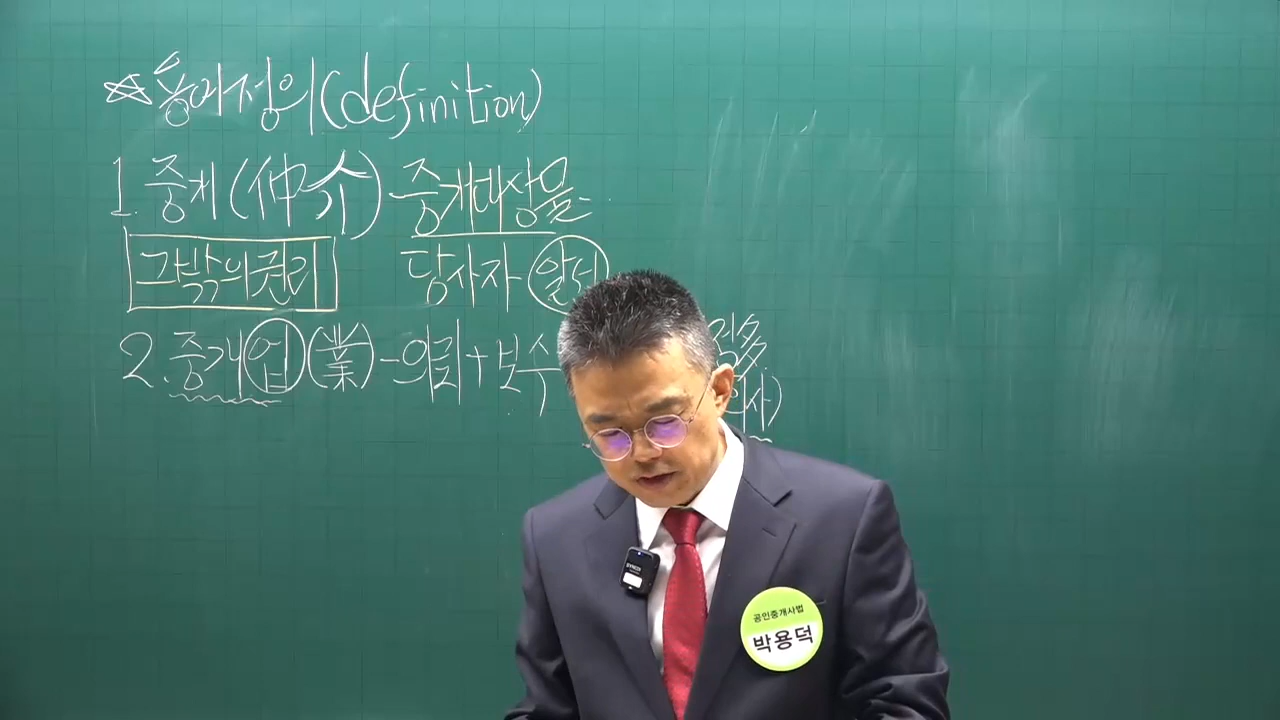 ☆용어정의(definition)
1. 중개(仲介)-중개대상물
그밖의권리 당사자 알선
2. 중개업(業)-의뢰+보수
공인중개사법
박용덕